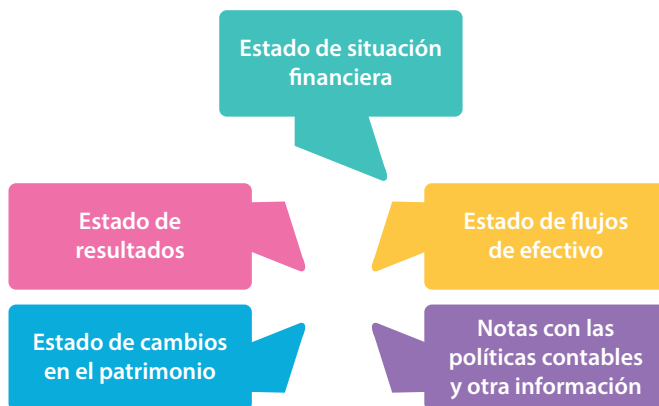 Estado de situación
financiera
Estado de
resultados
Estado de flujos
de efectivo
Estado de cambios
en el patrimonio
Notas con las
políticas contables
y otra información